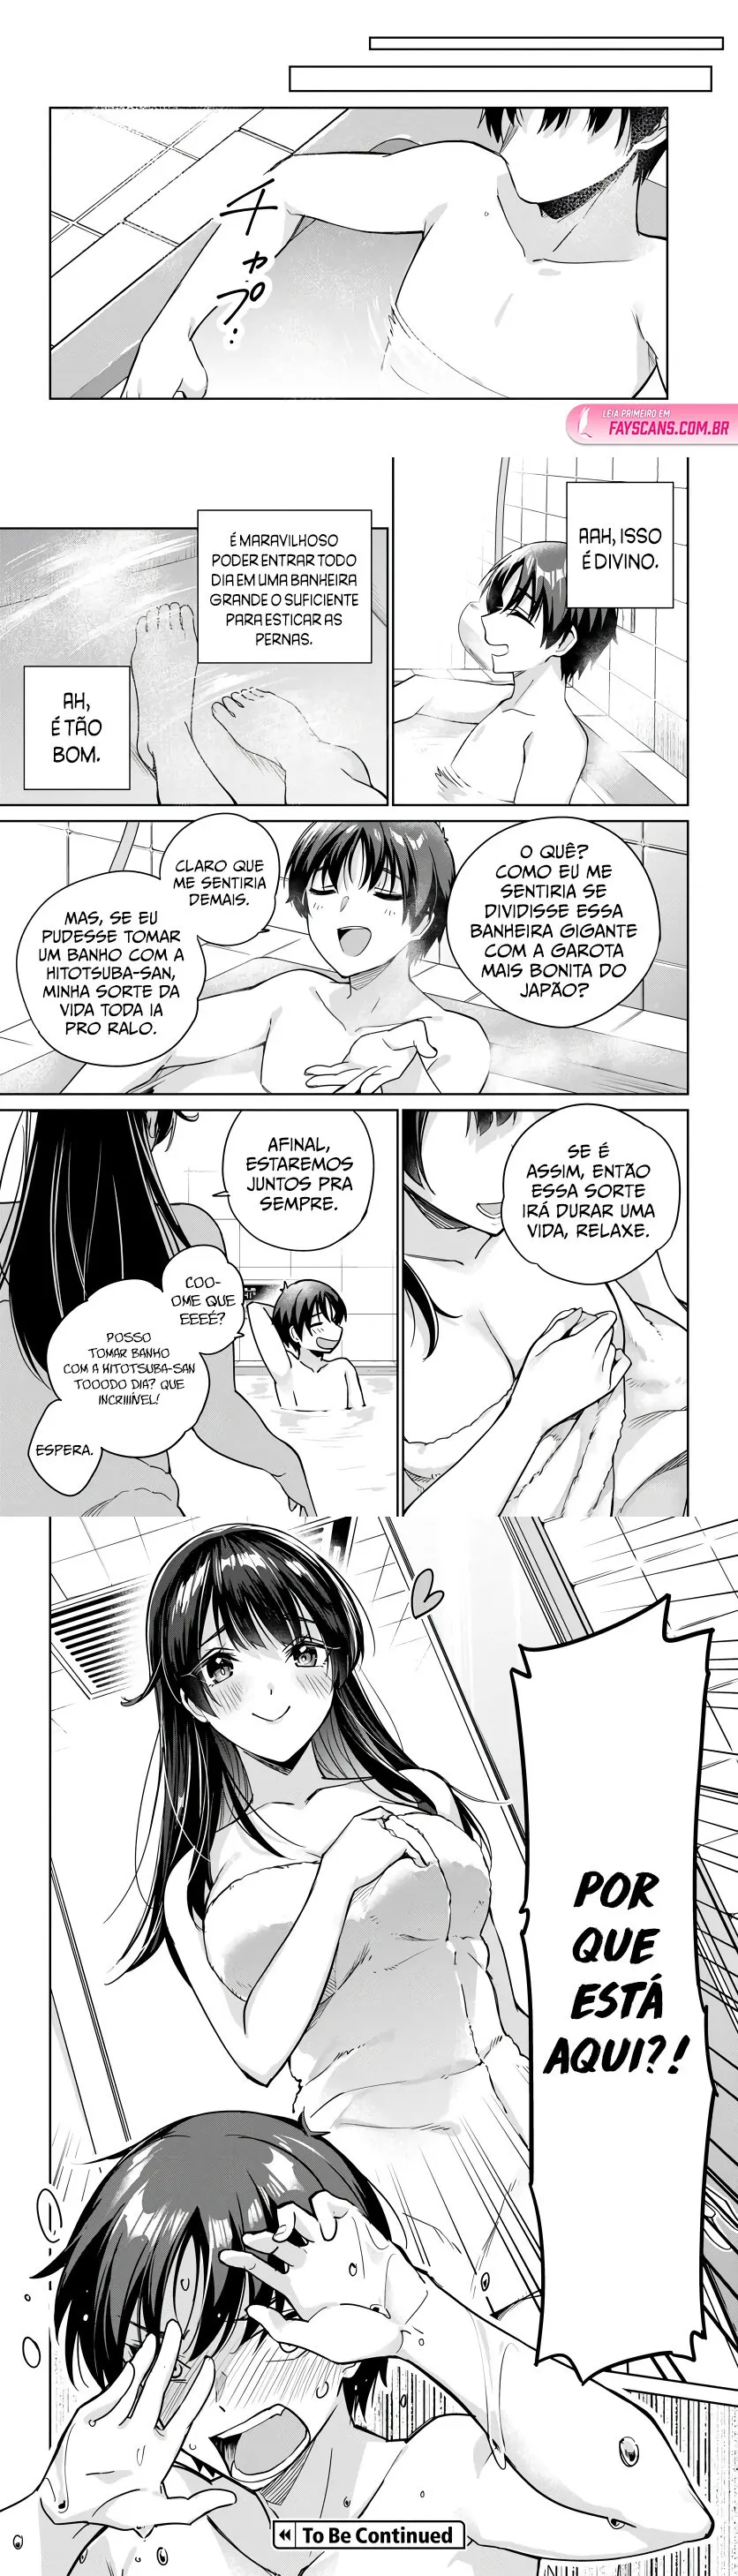 チャプ…
LEIA PRIMEIRO EM
FAYSCANS.COM.BR
AAH, ISSO
É DIVINO.
É MARAVILHOSO
PODER ENTRAR TODO
DIA EM UMA BANHEIRA
GRANDE O SUFICIENTE
PARA ESTICAR AS
PERNAS.
AH,
É TÃO
BOM.
O QUÊ?
COMO EU ME
SENTIRIA SE
DIVIDISSE ESSA
BANHEIRA GIGANTE
COM A GAROTA
MAIS BONITA DO
JAPÃO?
CLARO QUE
ME SENTIRIA
DEMAIS.
MAS, SE EU
PUDESSE TOMAR
UM BANHO COM A
HITOTSUBA-SAN,
MINHA SORTE DA
VIDA TODA IA
PRO RALO.
SE É
ASSIM, ENTÃO
ESSA SORTE
IRÁ DURAR UMA
VIDA, RELAXE.
AFINAL,
ESTAREMOS
JUNTOS PRA
SEMPRE.
COO-
OME QUE
EEEÉ?
POSSO
TOMAR BANHO
COM A HITOTSUBA-SAN
TOOODO DIA? QUE
INCRIIIÍVEL!
ESPERA.
POR
QUE
ESTÁ
AQUI?!
To Be Continued